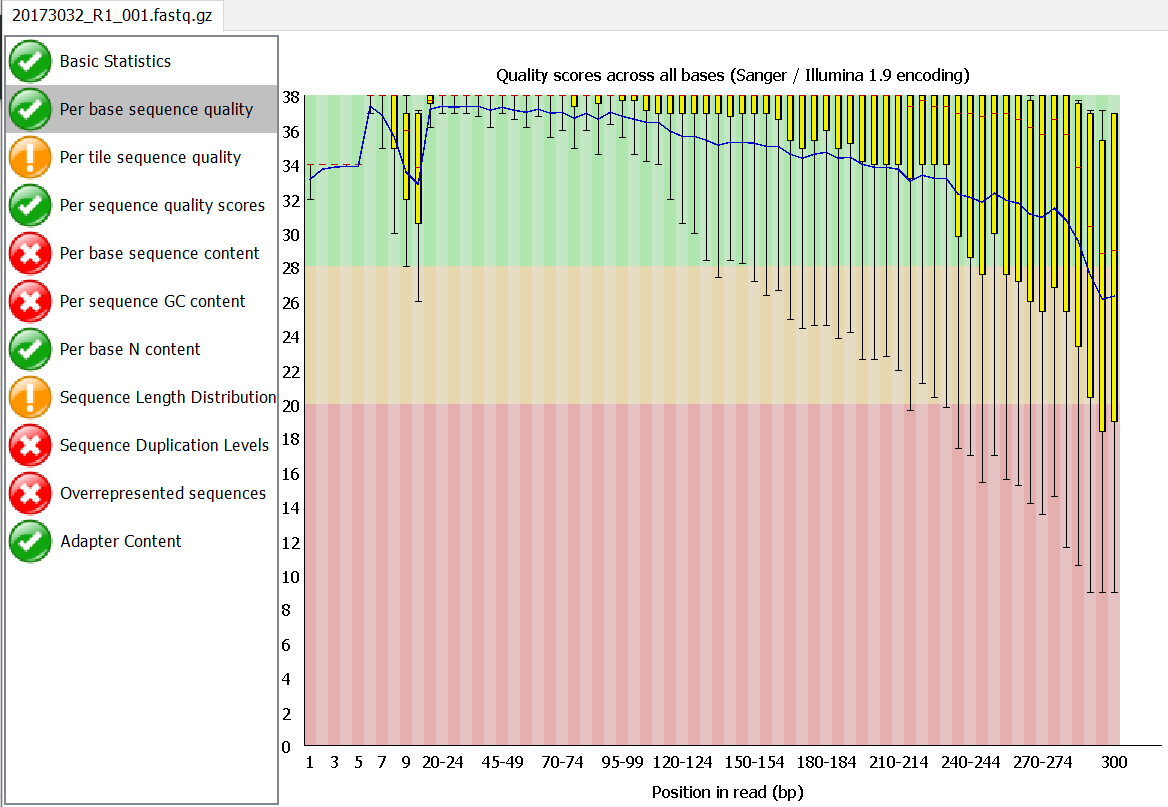 20173032_R1_001.fastq.gz
Basic Statistics
Per base sequence quality
Per tile sequence quality
Per sequence quality scores
Per base sequence content
Per sequence GC content
Per base N content
Sequence Length Distribution
Sequence Duplication Levels
Overrepresented sequences
Adapter Content
Quality scores across all bases (Sanger / Illumina 1.9 encoding)
38
36
34
32
30
28
26
24
22
20
18
16
14
12
10
8
6
4
2
0
1 3 5 7 9 20-24 45-49 70-74 95-99 120-124 150-154 180-184 210-214 240-244 270-274 300
Position in read (bp)